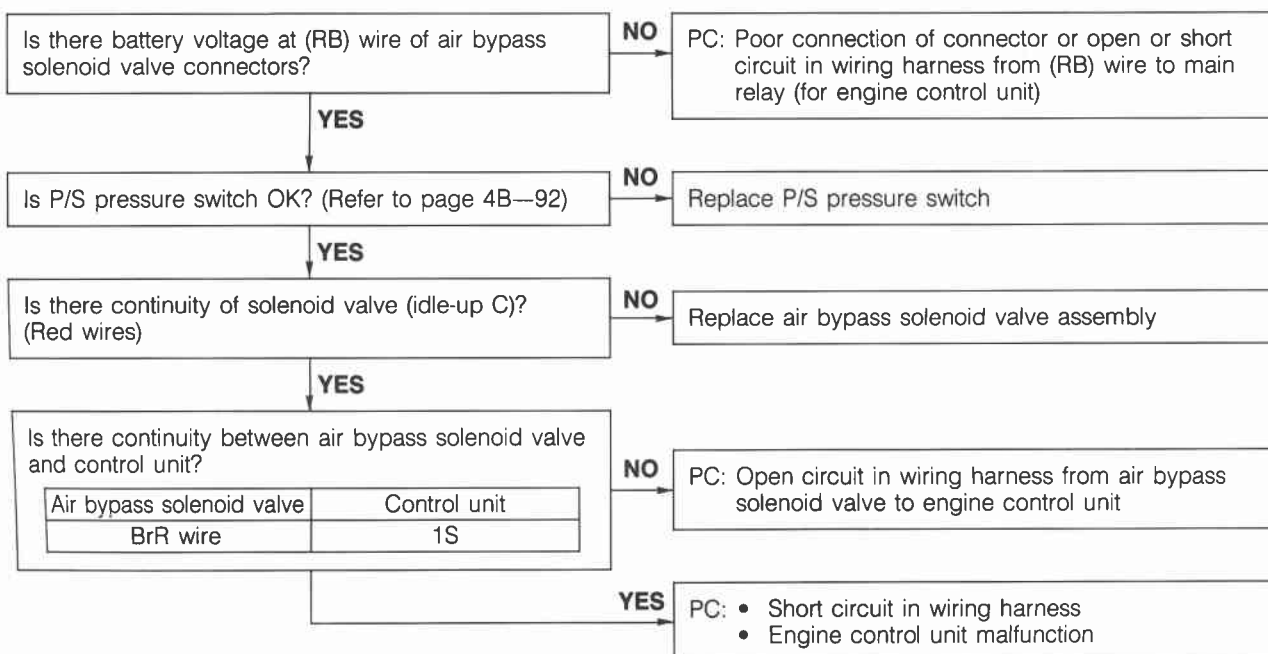 Is there battery voltage at (RB) wire of air bypass
solenoid valve connectors?
NO
PC: Poor connection of connector or open or short
circuit in wiring harness from (RB) wire to main
relay (for engine control unit)
YES
Is P/S pressure switch OK? (Refer to page 4B—92)
NO
Replace P/S pressure switch
YES
Is there continuity of solenoid valve (idle-up C)?
(Red wires)
NO
Replace air bypass solenoid valve assembly
YES
Is there continuity between air bypass solenoid valve
and control unit?
Air bypass solenoid valve Control unit
BrR wire 1S
NO
PC: Open circuit in wiring harness from air bypass
solenoid valve to engine control unit
YES
PC: • Short circuit in wiring harness
• Engine control unit malfunction